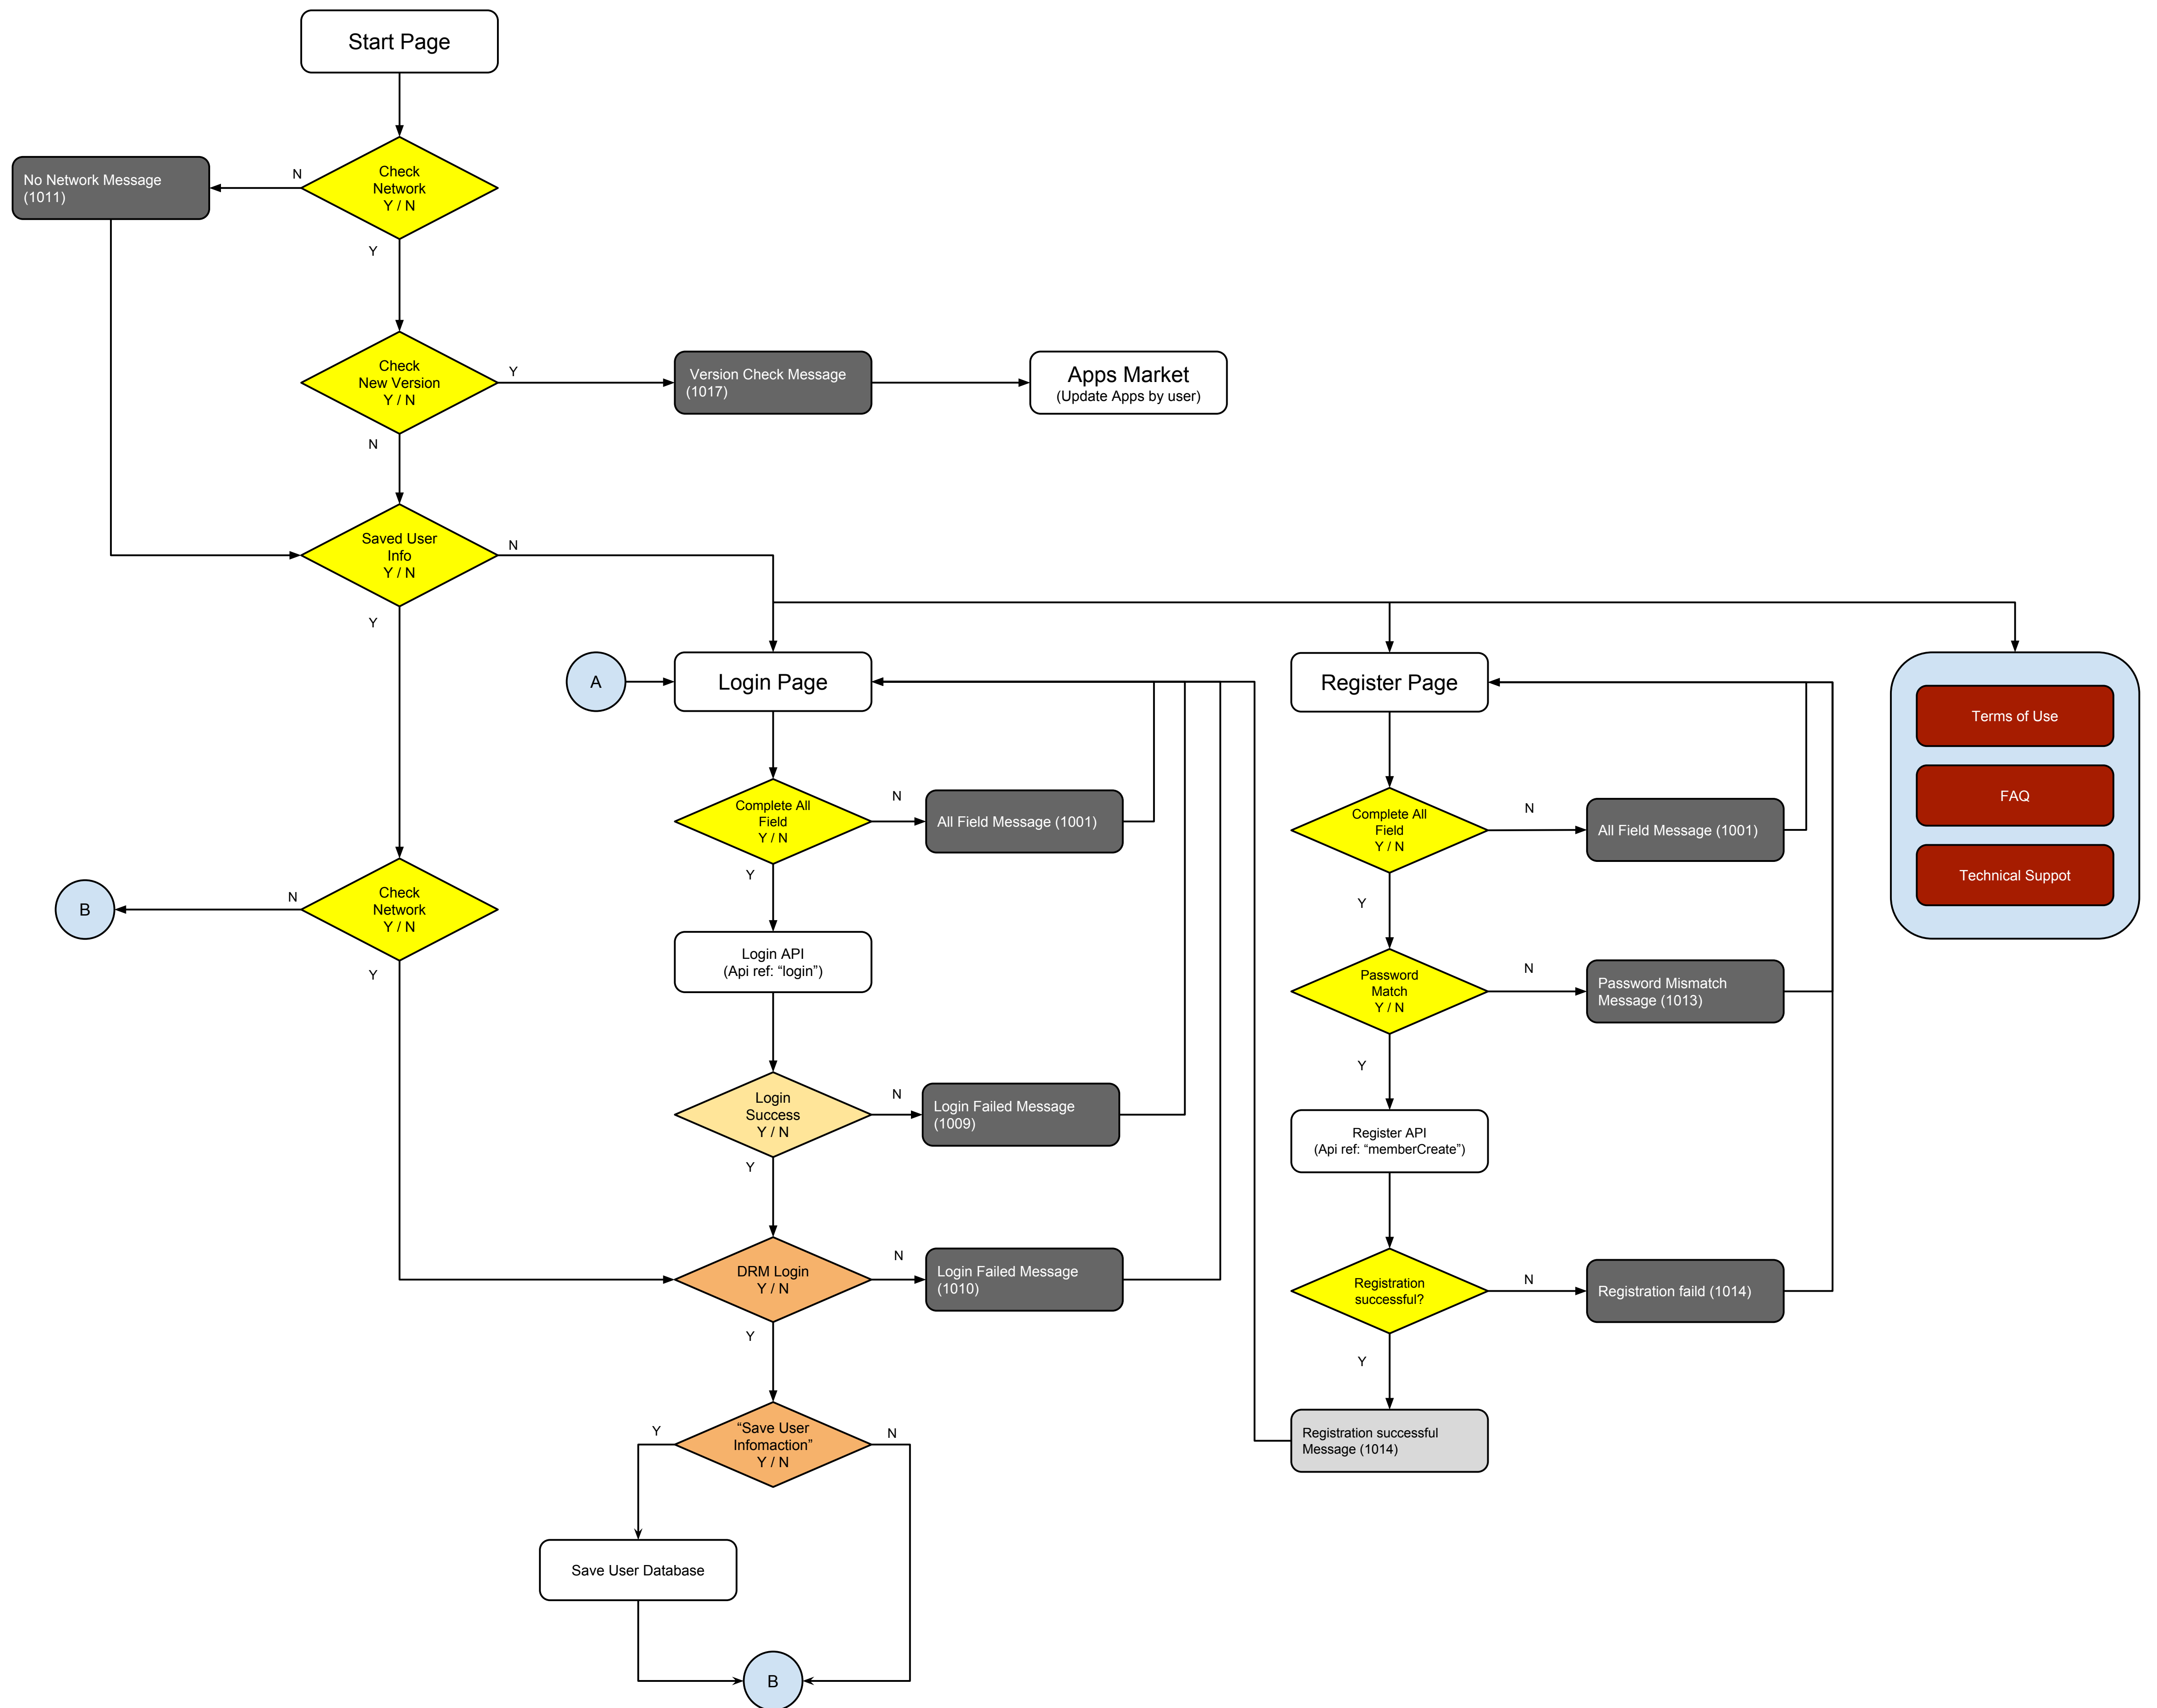 Start Page
Check
Network
Y / N
N
No Network Message
(1011)
Y
Check
New Version
Y / N
Y
Version Check Message
(1017)
Apps Market
(Update Apps by user)
N
Saved User
Info
Y / N
N
Y
A
Login Page
Register Page
Terms of Use
FAQ
Technical Suppot
Complete All
Field
Y / N
N
All Field Message (1001)
Y
Complete All
Field
Y / N
N
All Field Message (1001)
Y
Check
Network
Y / N
N
B
Y
Login API
(Api ref: “login”)
Password
Match
Y / N
N
Password Mismatch
Message (1013)
Y
Login
Success
Y / N
N
Login Failed Message
(1009)
Y
Register API
(Api ref: “memberCreate”)
DRM Login
Y / N
N
Login Failed Message
(1010)
Y
Registration
successful?
N
Registration faild (1014)
Y
“Save User
Infomaction”
Y / N
Y
N
Registration successful
Message (1014)
Save User Database
B